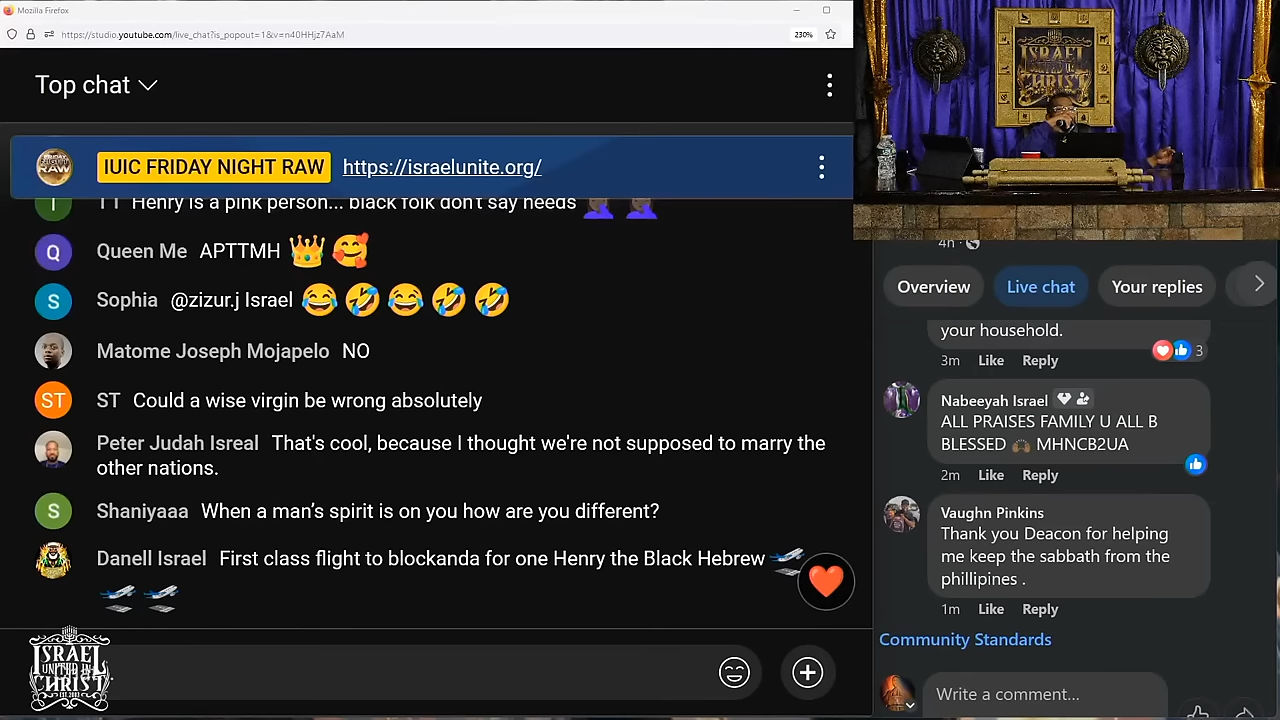 Mozilla Firefox
https://studio.youtube.com/live_chat?is_popout=1&v=n40HHjz7AaM
230%
Top chat
IUIC FRIDAY NIGHT RAW https://israelunite.org/
Henry is a pink person... black folk don't say needs
Q Queen Me APTTMH
S Sophia @zizur.j Israel
Matome Joseph Mojapelo NO
ST ST Could a wise virgin be wrong absolutely
Peter Judah Isreal That's cool, because I thought we're not supposed to marry the
other nations.
S Shaniyaaa When a man's spirit is on you how are you different?
Danell Israel First class flight to blockanda for one Henry the Black Hebrew
ISRAEL
UNITED IN
CHRIST
EST. 2003
ISRAEL
UNITED IN
CHRIST
4h
Overview Live chat Your replies
your household.
3
3m Like Reply
Nabeeyah Israel
ALL PRAISES FAMILY U ALL B
BLESSED MHNCB2UA
2m Like Reply
Vaughn Pinkins
Thank you Deacon for helping
me keep the sabbath from the
phillipines .
1m Like Reply
Community Standards
Write a comment...